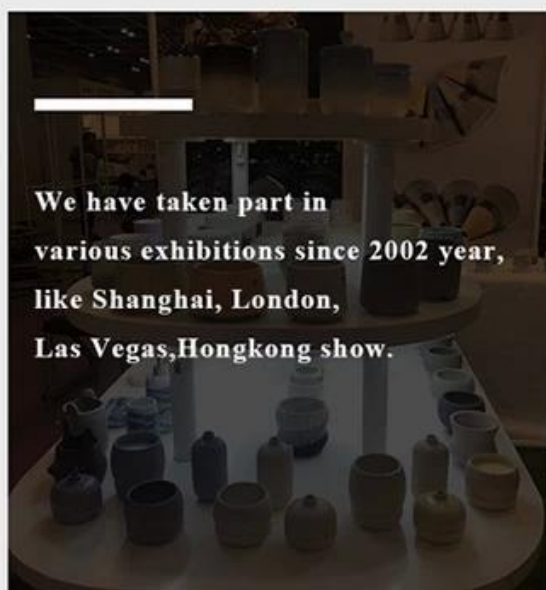 We have taken part in
various exhibitions since 2002 year,
like Shanghai, London,
Las Vegas,Hongkong show.